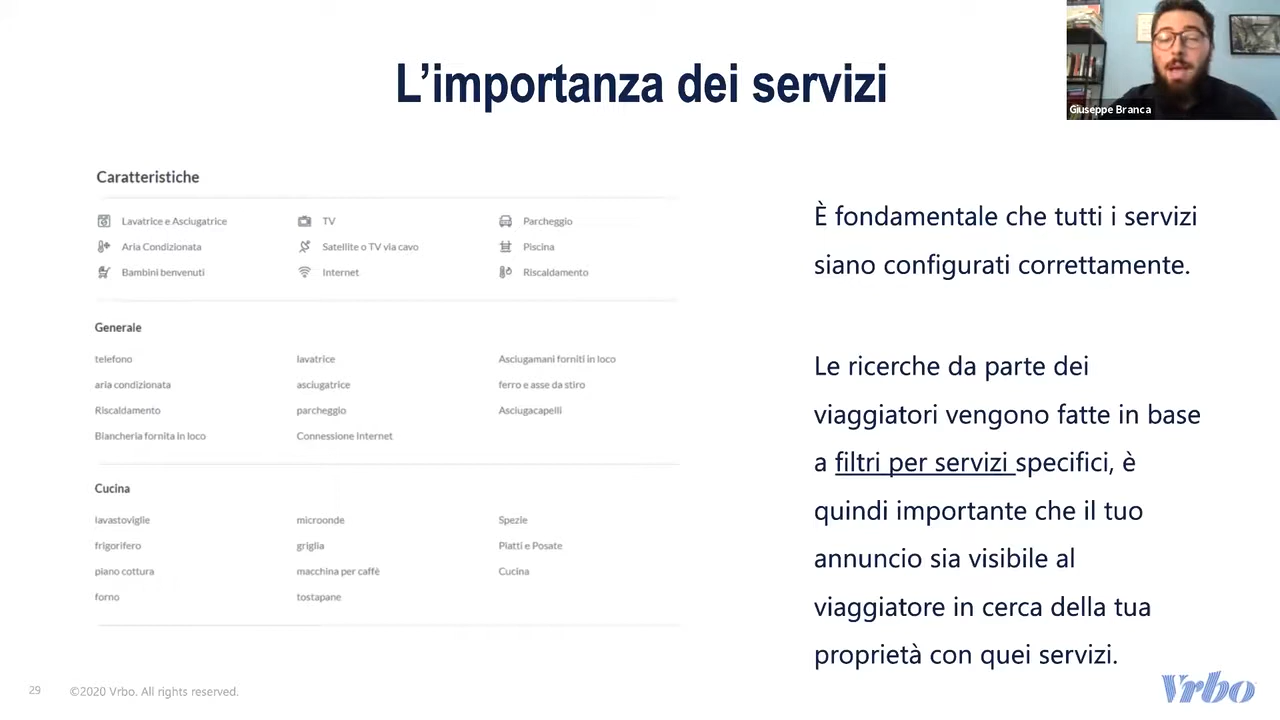 L’importanza dei servizi
Giuseppe Branca
Caratteristiche
Lavatrice e Asciugatrice
TV
Parcheggio
Aria Condizionata
Satellite o TV via cavo
Piscina
Bambini benvenuti
Internet
Riscaldamento
Generale
telefono
lavatrice
Asciugamani forniti in loco
aria condizionata
asciugatrice
ferro e asse da stiro
Riscaldamento
parcheggio
Asciugacapelli
Biancheria fornita in loco
Connessione Internet
Cucina
lavastoviglie
microonde
Spezie
frigorifero
griglia
Piatti e Posate
piano cottura
macchina per caffè
Cucina
forno
tostapane
È fondamentale che tutti i servizi
siano configurati correttamente.
Le ricerche da parte dei
viaggiatori vengono fatte in base
a filtri per servizi specifici, è
quindi importante che il tuo
annuncio sia visibile al
viaggiatore in cerca della tua
proprietà con quei servizi.
29
©2020 Vrbo. All rights reserved.
Vrbo